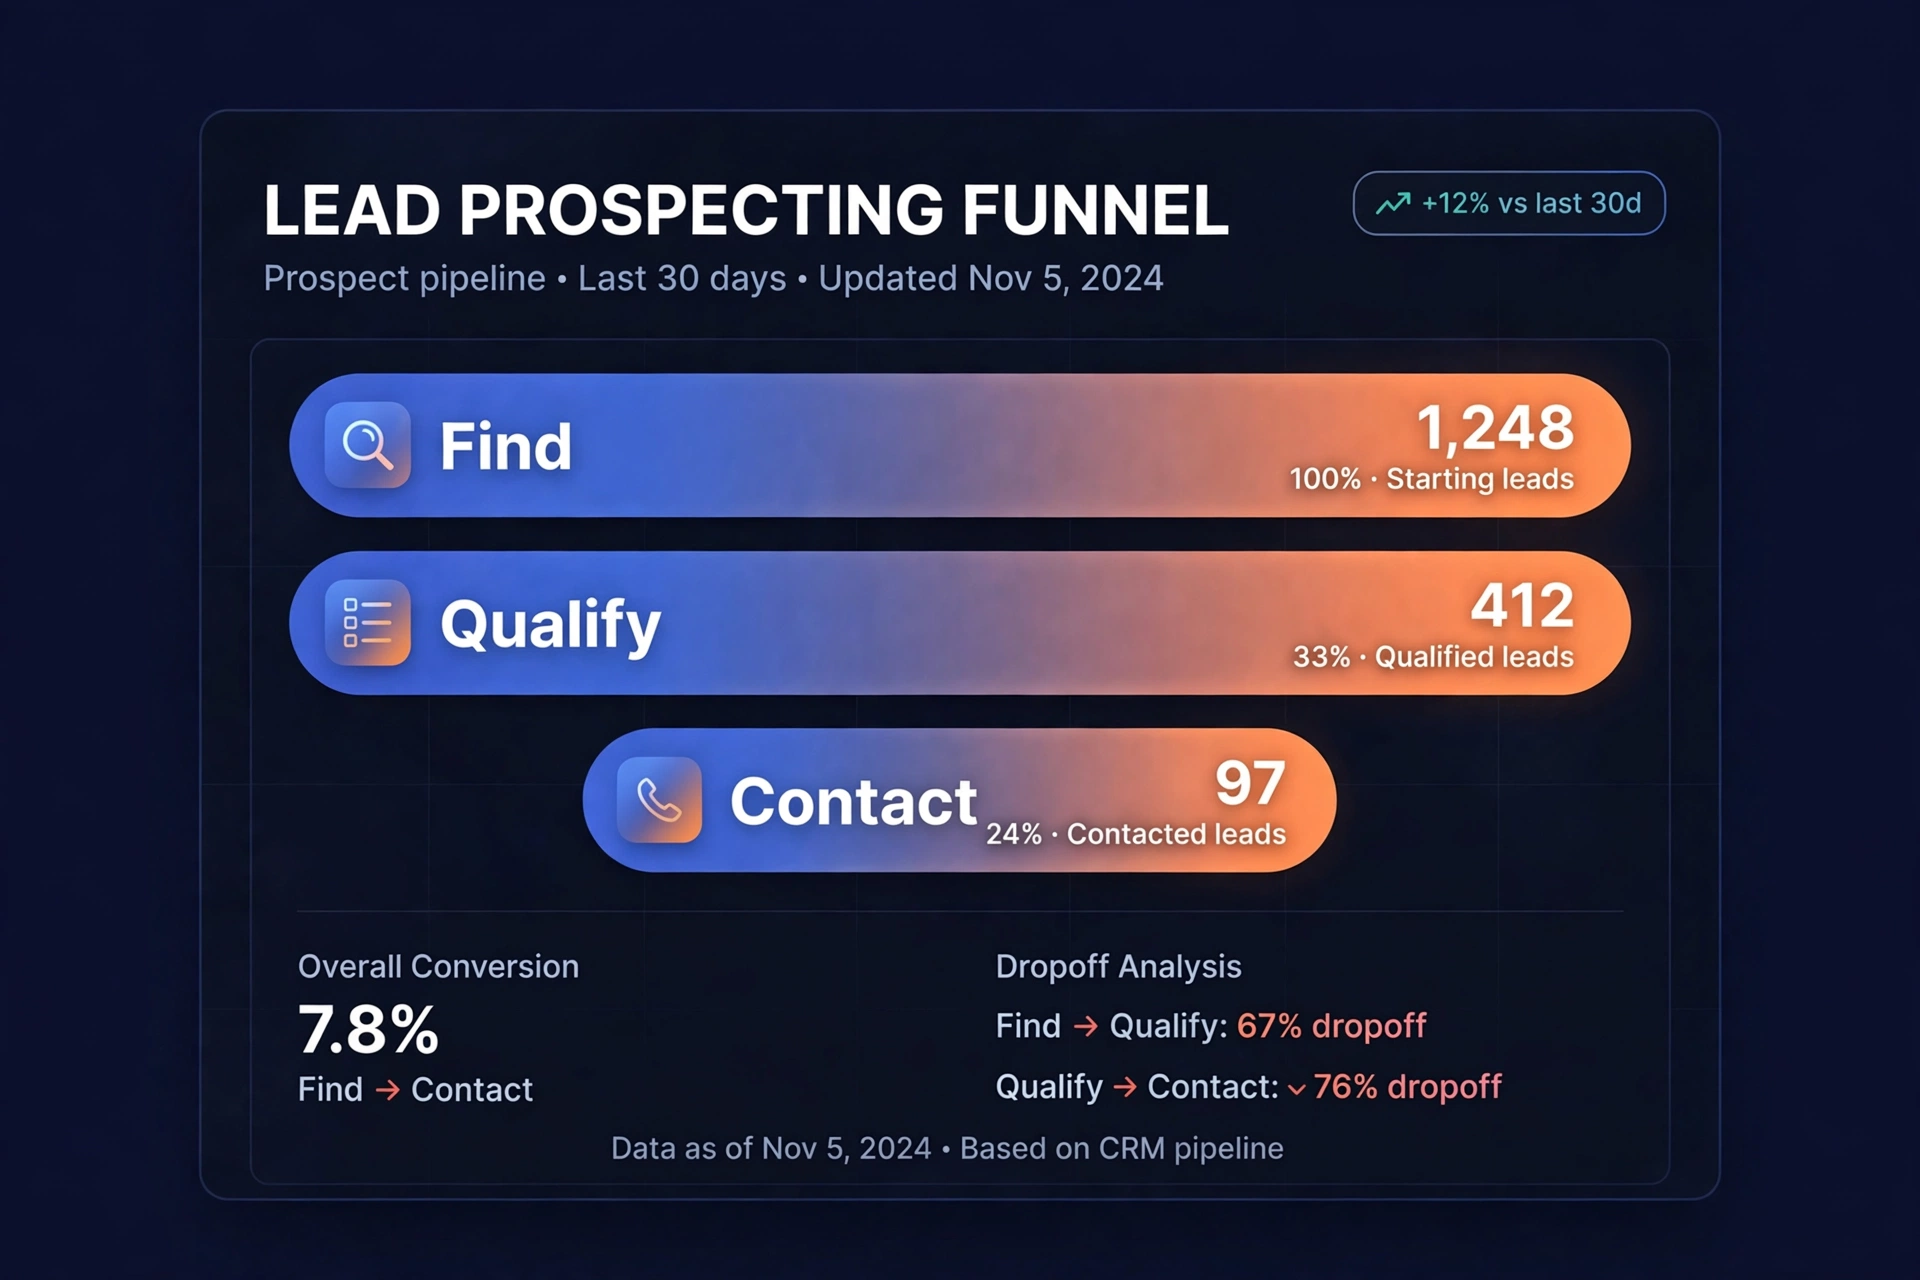 LEAD PROSPECTING FUNNEL
+12% vs last 30d
Prospect pipeline • Last 30 days • Updated Nov 5, 2024
Find
1,248
100% · Starting leads
Qualify
412
33% · Qualified leads
Contact
97
24% · Contacted leads
Overall Conversion
7.8%
Find → Contact
Dropoff Analysis
Find → Qualify: 67% dropoff
Qualify → Contact: 76% dropoff
Data as of Nov 5, 2024 • Based on CRM pipeline